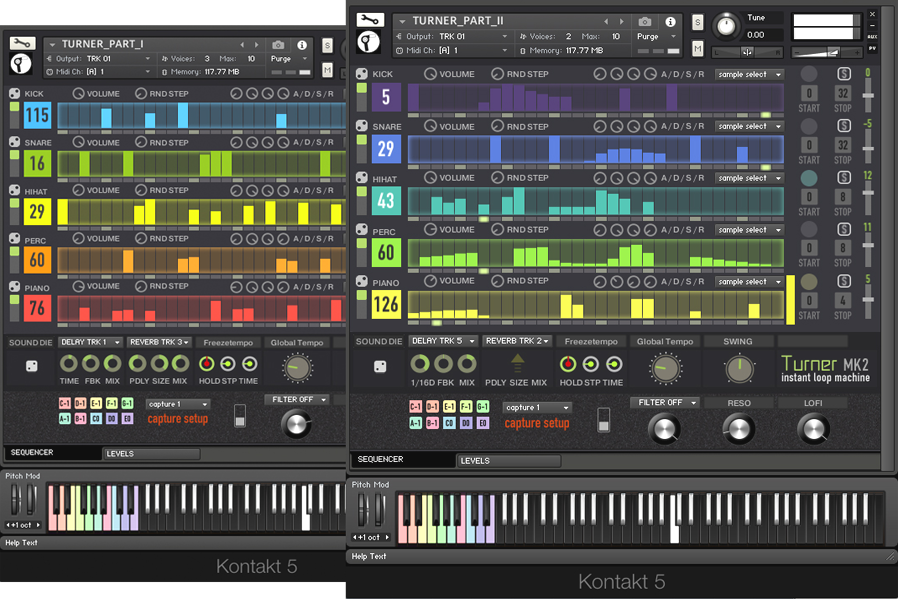 TURNER_PART_I
Output: TRK 01 Voices: 3 Max: 10 Purge
Midi Ch: [A] 1 Memory: 117.77 MB
S
M
KICK VOLUME RND STEP A/D/S/R
115
SNARE VOLUME RND STEP A/D/S/R
16
HIHAT VOLUME RND STEP A/D/S/R
29
PERC VOLUME RND STEP A/D/S/R
60
PIANO VOLUME RND STEP A/D/S/R
76
SOUND DIE DELAY TRK 1 REVERB TRK 3 Freezetempo Global Tempo
TIME FBK MIX PDLY SIZE MIX HOLD STP TIME
C-1 D-1 E-1 F-1 G-1 capture 1 FILTER OFF
A-1 B-1 C0 D0 E0 capture setup
SEQUENCER LEVELS
Pitch Mod
+1 oct
Help Text
Kontakt 5
TURNER_PART_II
Output: TRK 01 Voices: 2 Max: 10 Purge
Midi Ch: [A] 1 Memory: 117.77 MB
S
M
Tune
0.00
L R
AUX
PV
KICK VOLUME RND STEP A/D/S/R sample select S 0
5 0 32
START STOP
SNARE VOLUME RND STEP A/D/S/R sample select S -5
29 0 32
START STOP
HIHAT VOLUME RND STEP A/D/S/R sample select S 12
43 0 8
START STOP
PERC VOLUME RND STEP A/D/S/R sample select S 11
60 0 8
START STOP
PIANO VOLUME RND STEP A/D/S/R sample select S 5
126 0 4
START STOP
SOUND DIE DELAY TRK 5 REVERB TRK 2 Freezetempo Global Tempo SWING
1/16D FBK MIX PDLY SIZE MIX HOLD STP TIME
Turner MK2
instant loop machine
C-1 D-1 E-1 F-1 G-1 capture 1 FILTER OFF RESO LOFI
A-1 B-1 C0 D0 E0 capture setup
SEQUENCER LEVELS
Pitch Mod
+1 oct
Help Text
Kontakt 5